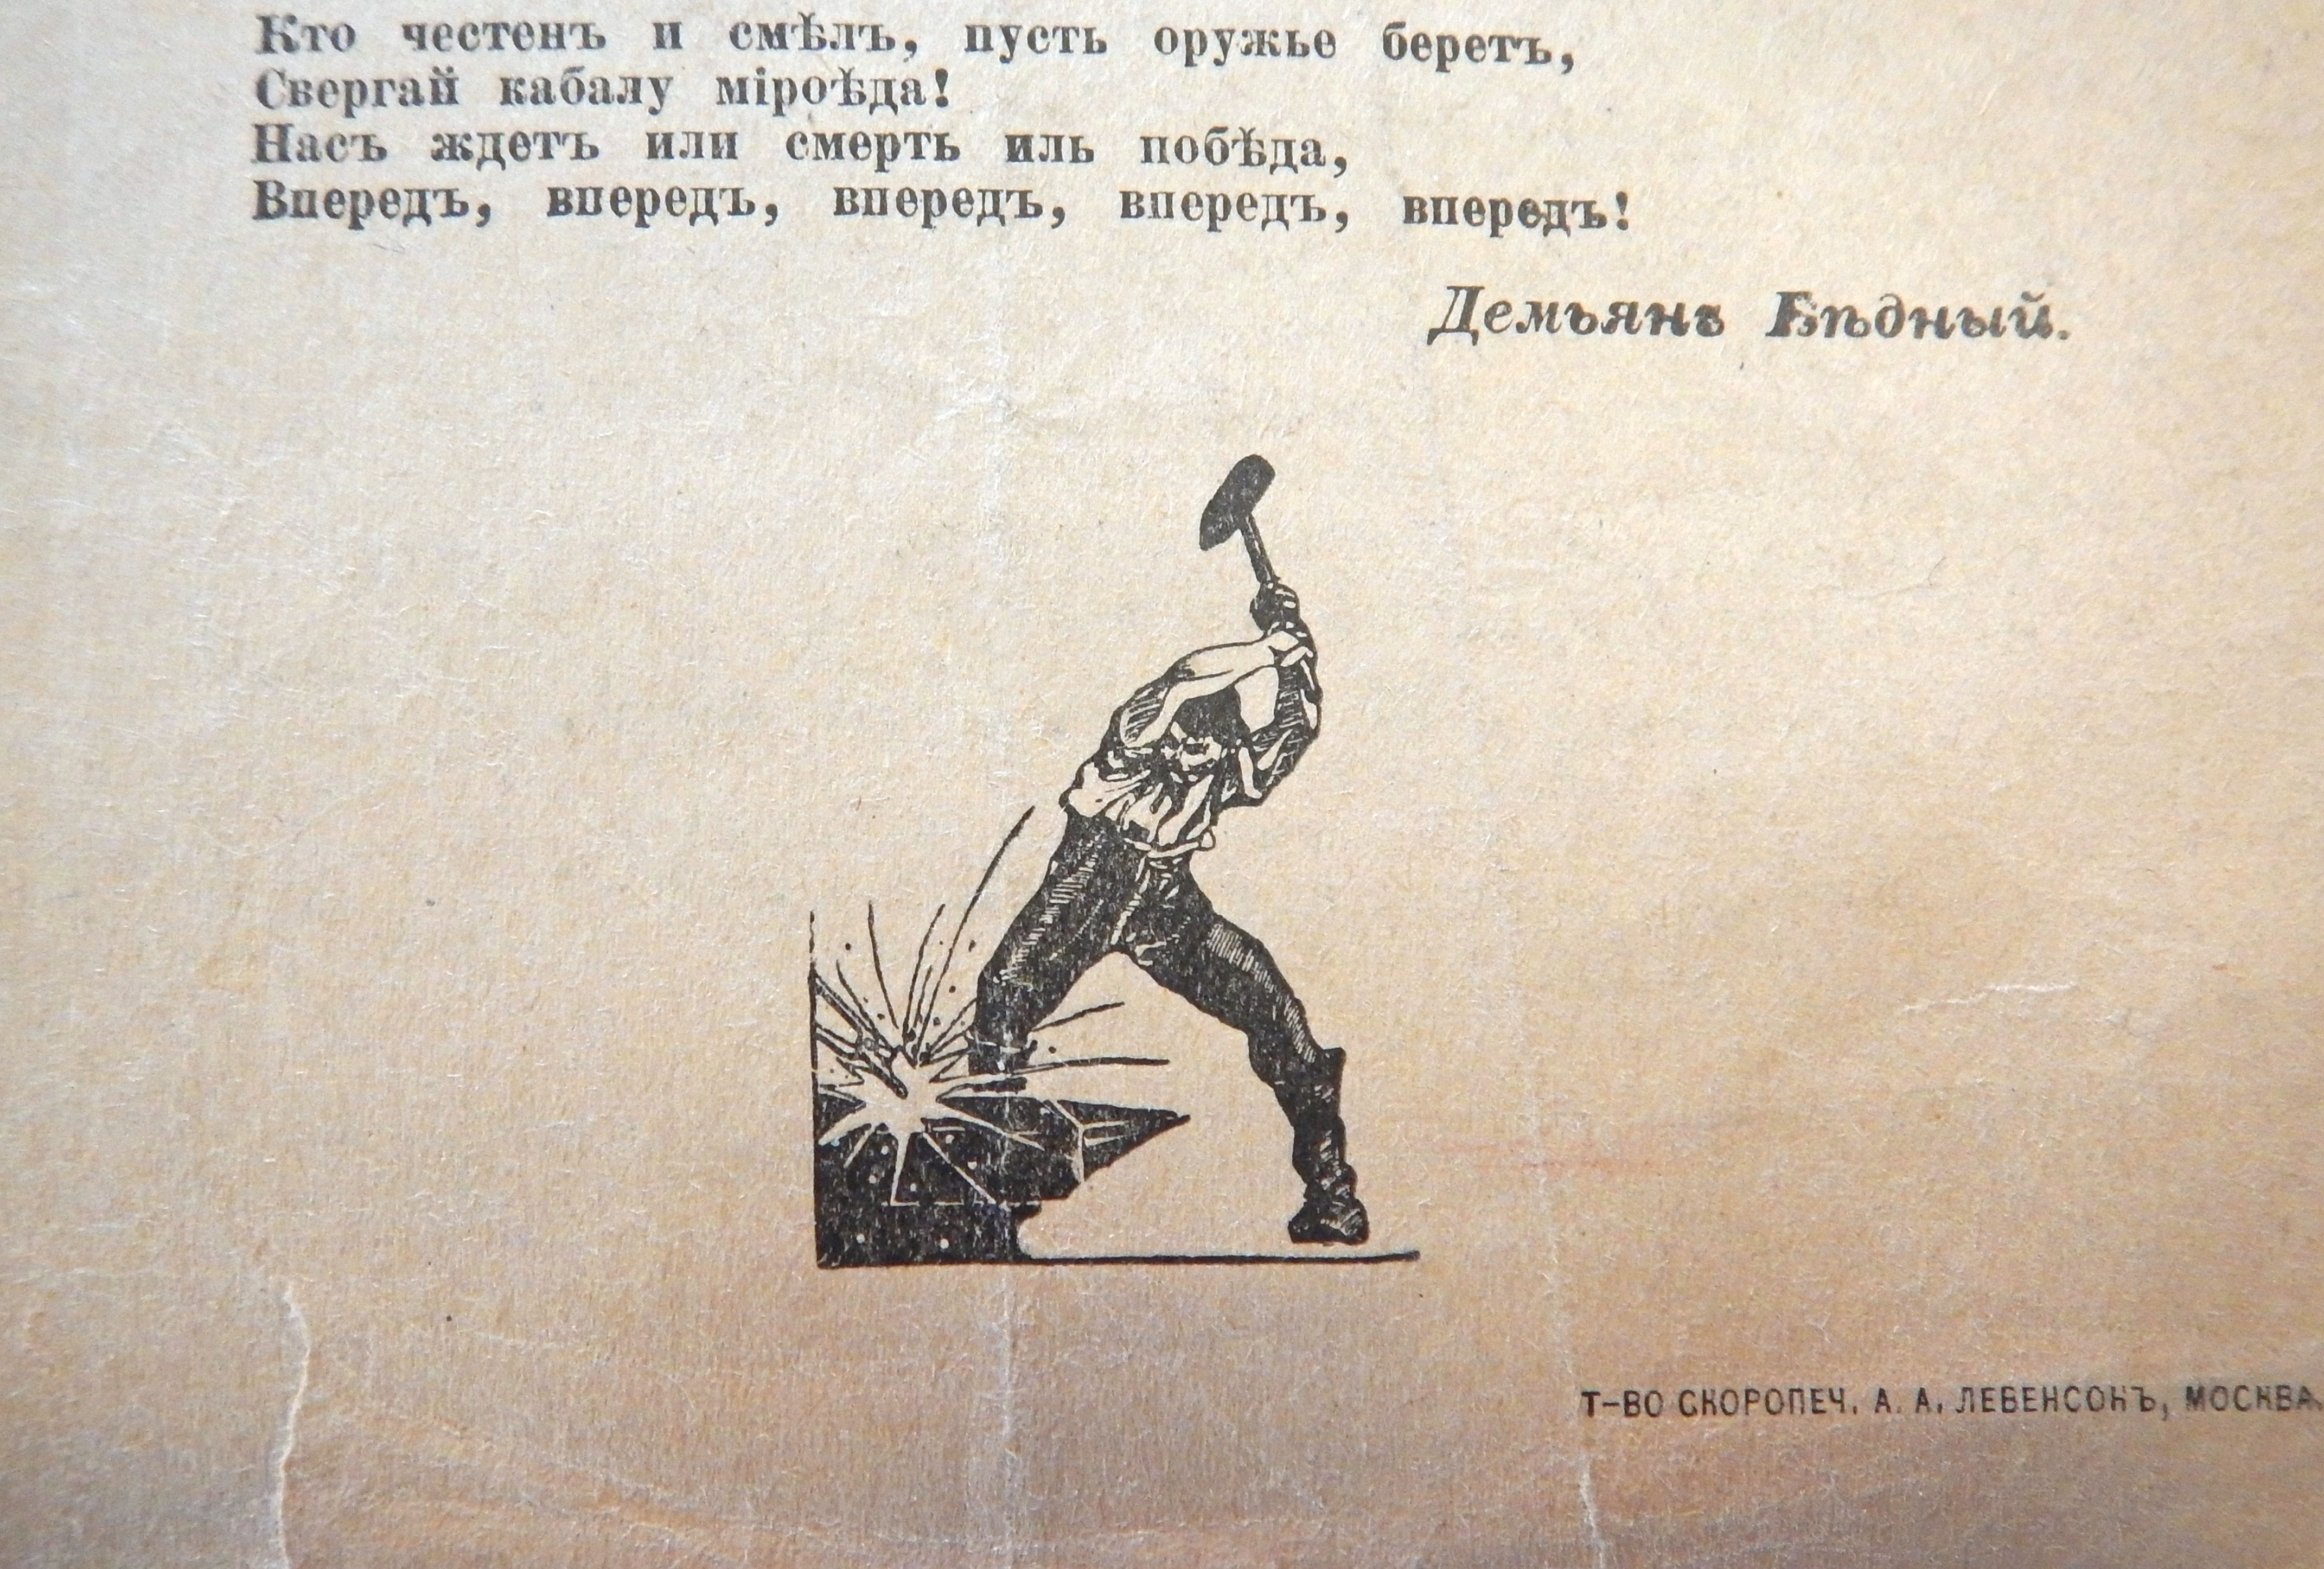 Кто честенъ и смѣлъ, пусть оружье беретъ,
Свергай кабалу мірοѣда!
Насъ ждетъ или смерть иль побѣда,
Впередъ, впередъ, впередъ, впередъ, впередъ!
Демьянъ Бѣдный.
Т-ВО СКОРОПЕЧ. А. А. ЛЕВЕНСОНЪ, МОСКВА.